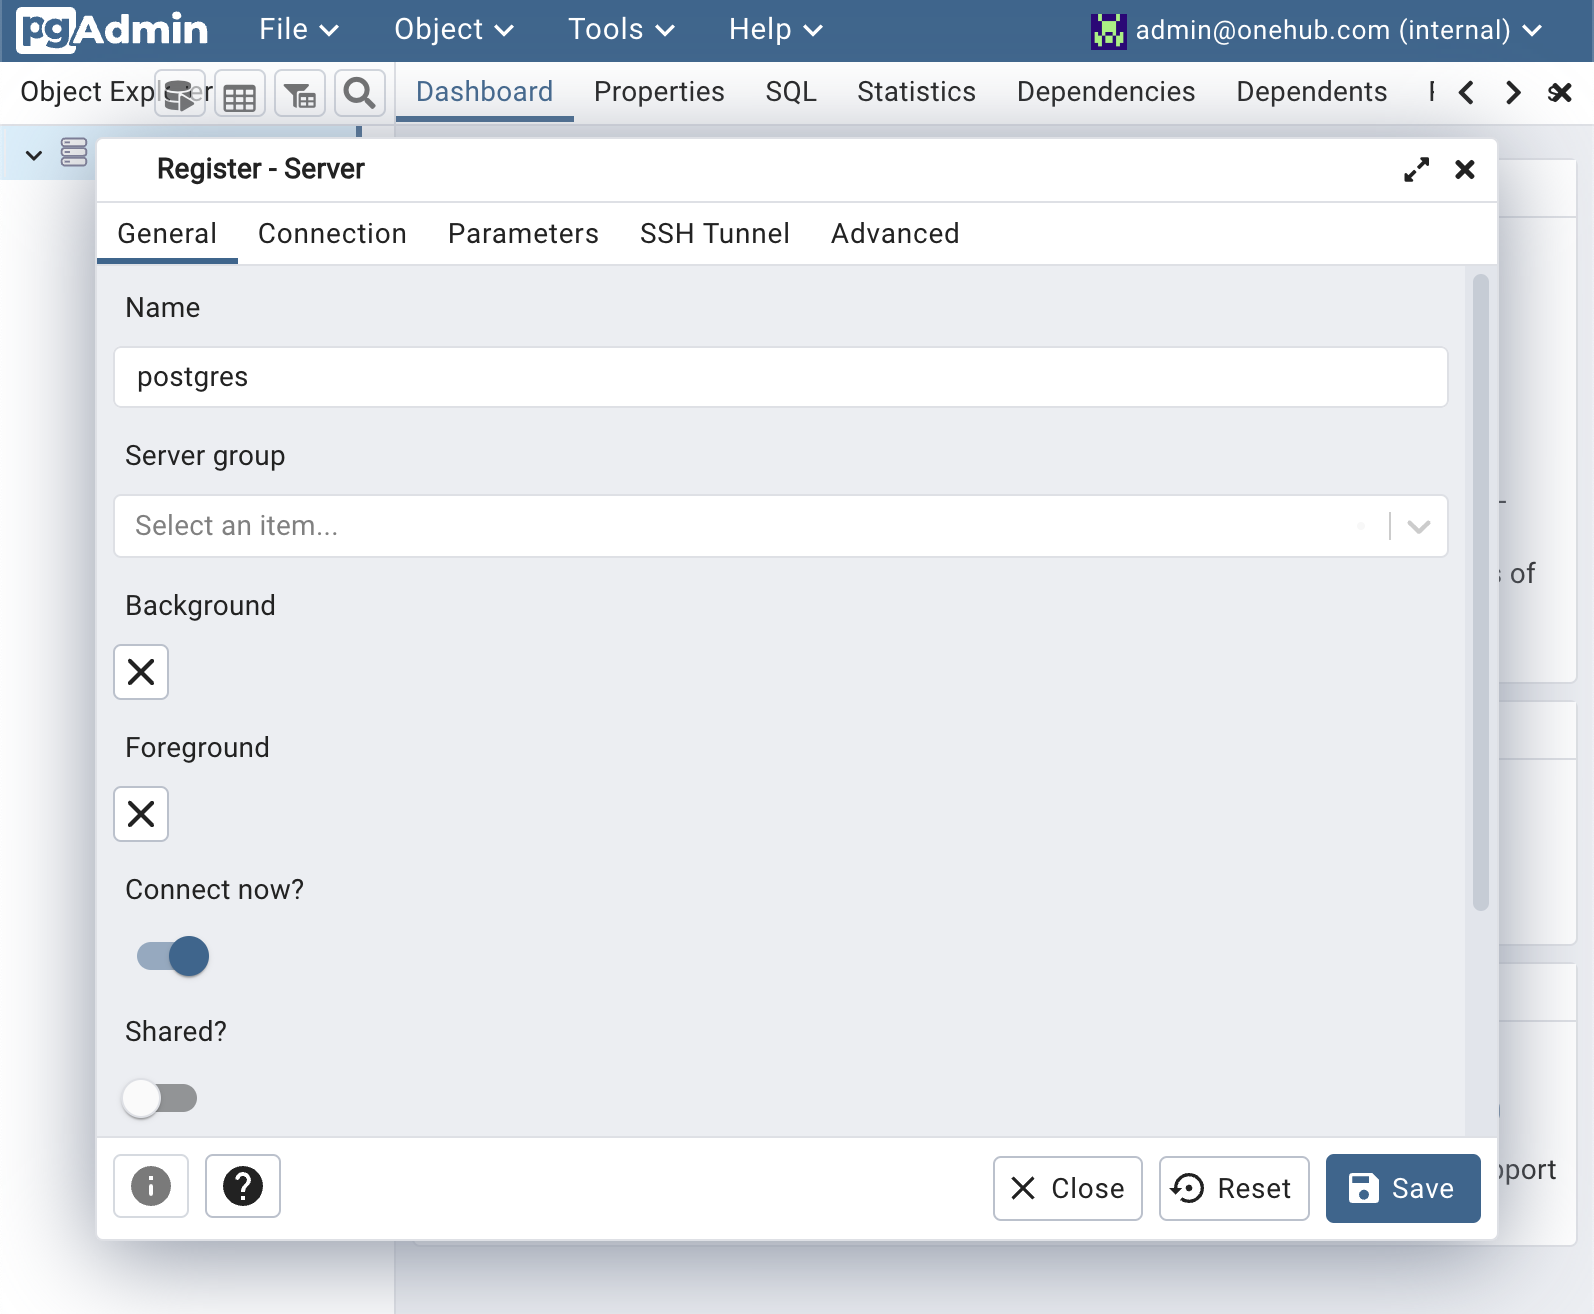 pgAdmin File Object Tools Help admin@onehub.com (internal)
Object Explorer Dashboard Properties SQL Statistics Dependencies Dependents
Register - Server
General Connection Parameters SSH Tunnel Advanced
Name
postgres
Server group
Select an item...
of
Background
Foreground
Connect now?
Shared?
Close Reset Save